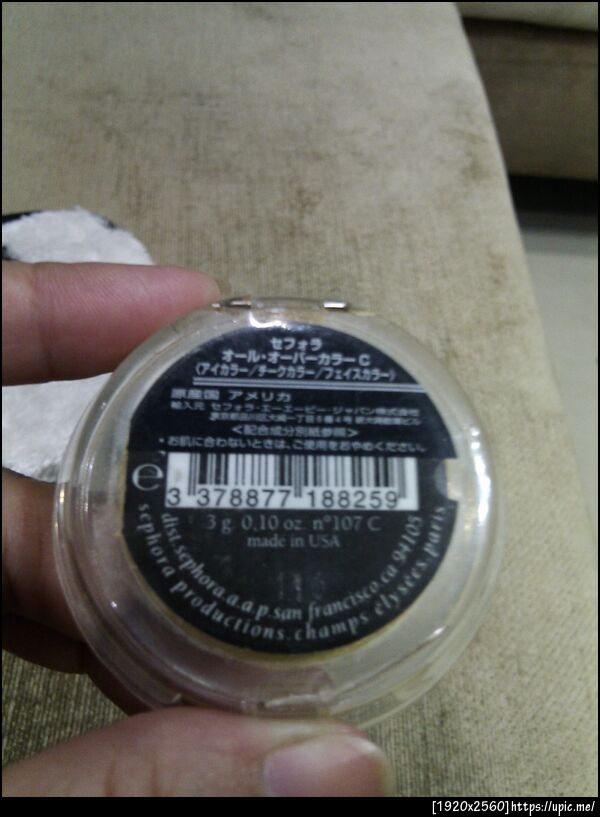 セフォラ
オール・オーバーカラー C
(アイカラー/チークカラー/フェイスカラー)
原産国 アメリカ
輸入元 セフォラ・エーエーピー ジャパン株式会社
<配合成分別紙参照>
・お肌に合わないときは、ご使用をおやめください。
e
3 378877 188259
3 g 0.10 oz. n°107 C
made in USA
dist.sephora.a.a.p.san francisco.ca 94105
sephora productions.champs élysées.paris
[1920x2560]https://upic.me/